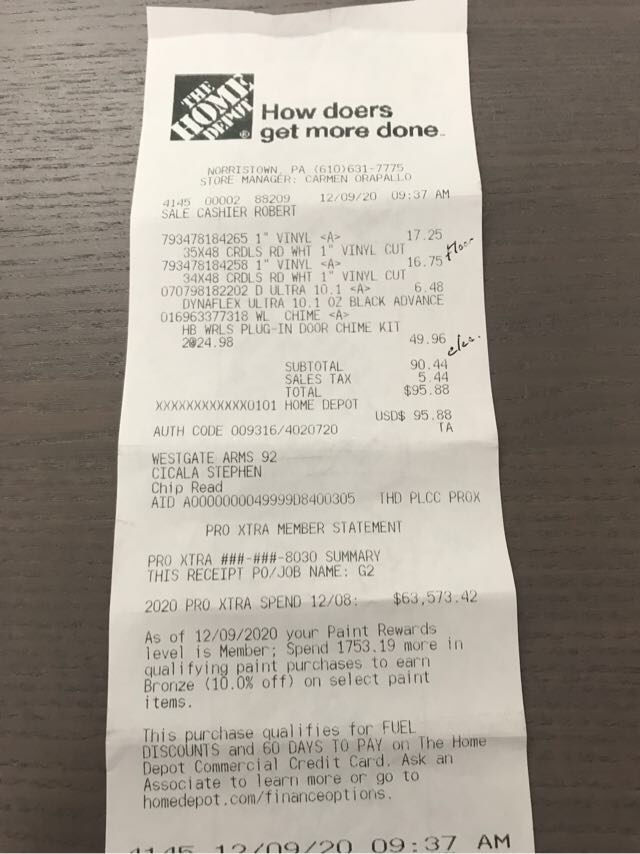 THE
HOME
DEPOT
®
How doers
get more done™
NORRISTOWN, PA (610)631-7775
STORE MANAGER: CARMEN ORAPALLO
4145 00002 88209 12/09/20 09:37 AM
SALE CASHIER ROBERT
793478184265 1" VINYL <A> 17.25
35X48 CRDLS RD WHT 1" VINYL CUT
Floor
793478184258 1" VINYL <A> 16.75
34X48 CRDLS RD WHT 1" VINYL CUT
070798182202 D ULTRA 10.1 <A> 6.48
DYNAFLEX ULTRA 10.1 OZ BLACK ADVANCE
016963377318 WL CHIME <A>
HB WRLS PLUG-IN DOOR CHIME KIT
2@24.98 49.96
elec.
SUBTOTAL 90.44
SALES TAX 5.44
TOTAL $95.88
XXXXXXXXXXXX0101 HOME DEPOT
USD$ 95.88
AUTH CODE 009316/4020720 TA
WESTGATE ARMS 92
CICALA STEPHEN
Chip Read
AID A0000000049999D8400305 THD PLCC PROX
PRO XTRA MEMBER STATEMENT
PRO XTRA ###-###-8030 SUMMARY
THIS RECEIPT PO/JOB NAME: G2
2020 PRO XTRA SPEND 12/08: $63,573.42
As of 12/09/2020 your Paint Rewards
level is Member; Spend 1753.19 more in
qualifying paint purchases to earn
Bronze (10.0% off) on select paint
items.
This purchase qualifies for FUEL
DISCOUNTS and 60 DAYS TO PAY on The Home
Depot Commercial Credit Card. Ask an
Associate to learn more or go to
homedepot.com/financeoptions.
4145 12/09/20 09:37 AM